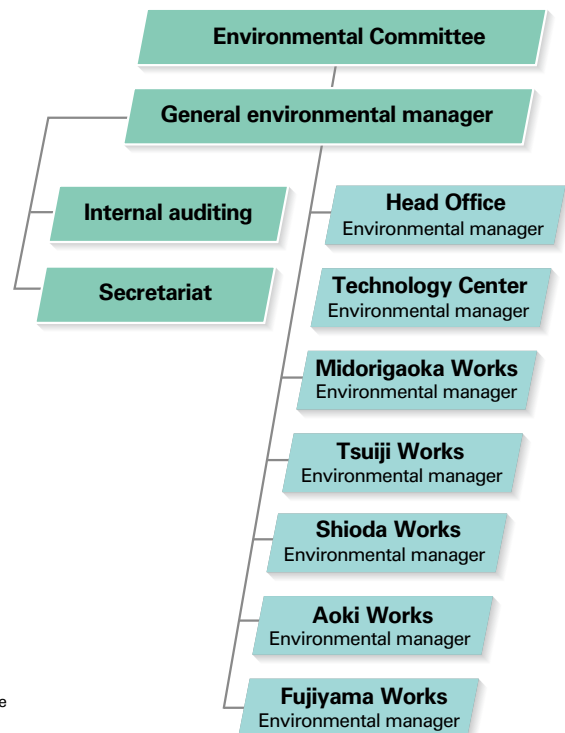 Environmental Committee
General environmental manager
Internal auditing
Secretariat
Head Office
Environmental manager
Technology Center
Environmental manager
Midorigaoka Works
Environmental manager
Tsuiji Works
Environmental manager
Shioda Works
Environmental manager
Aoki Works
Environmental manager
Fujiyama Works
Environmental manager
e